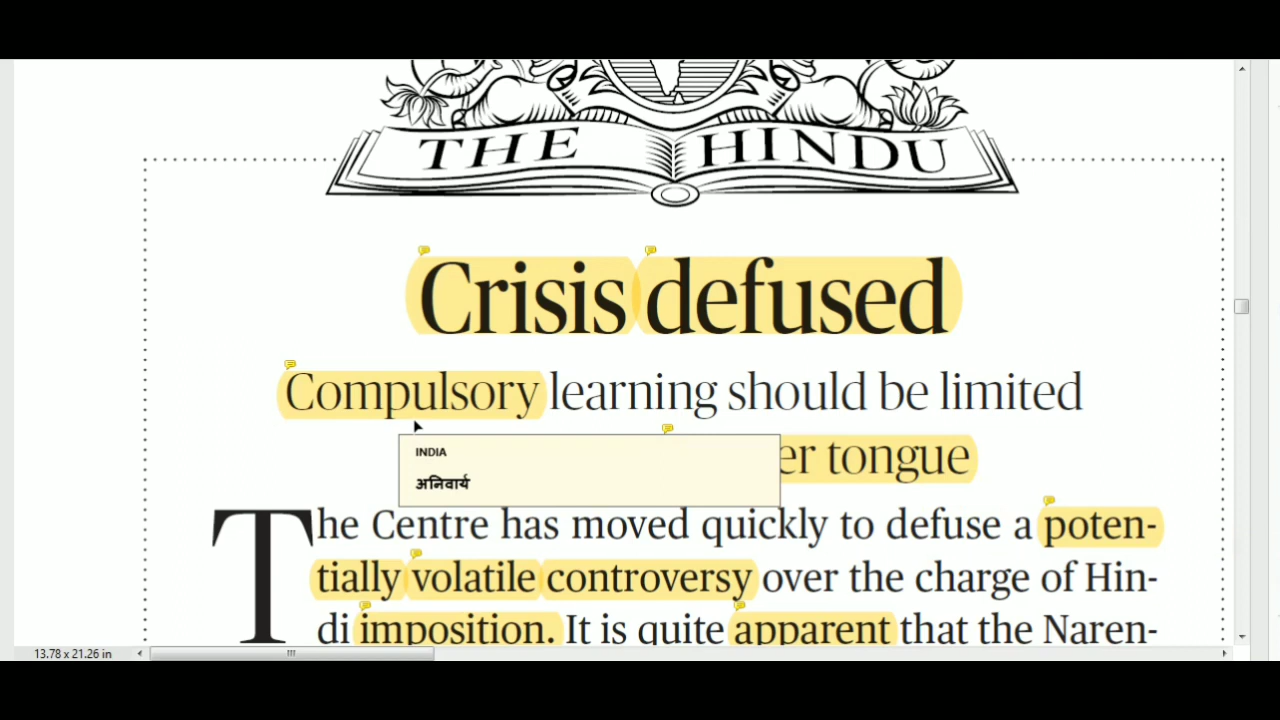 THE HINDU
Crisis defused
Compulsory learning should be limited
INDIA
er tongue
अनिवार्य
The Centre has moved quickly to defuse a poten-
tially volatile controversy over the charge of Hin-
di imposition. It is quite apparent that the Naren-
13.78 x 21.26 in